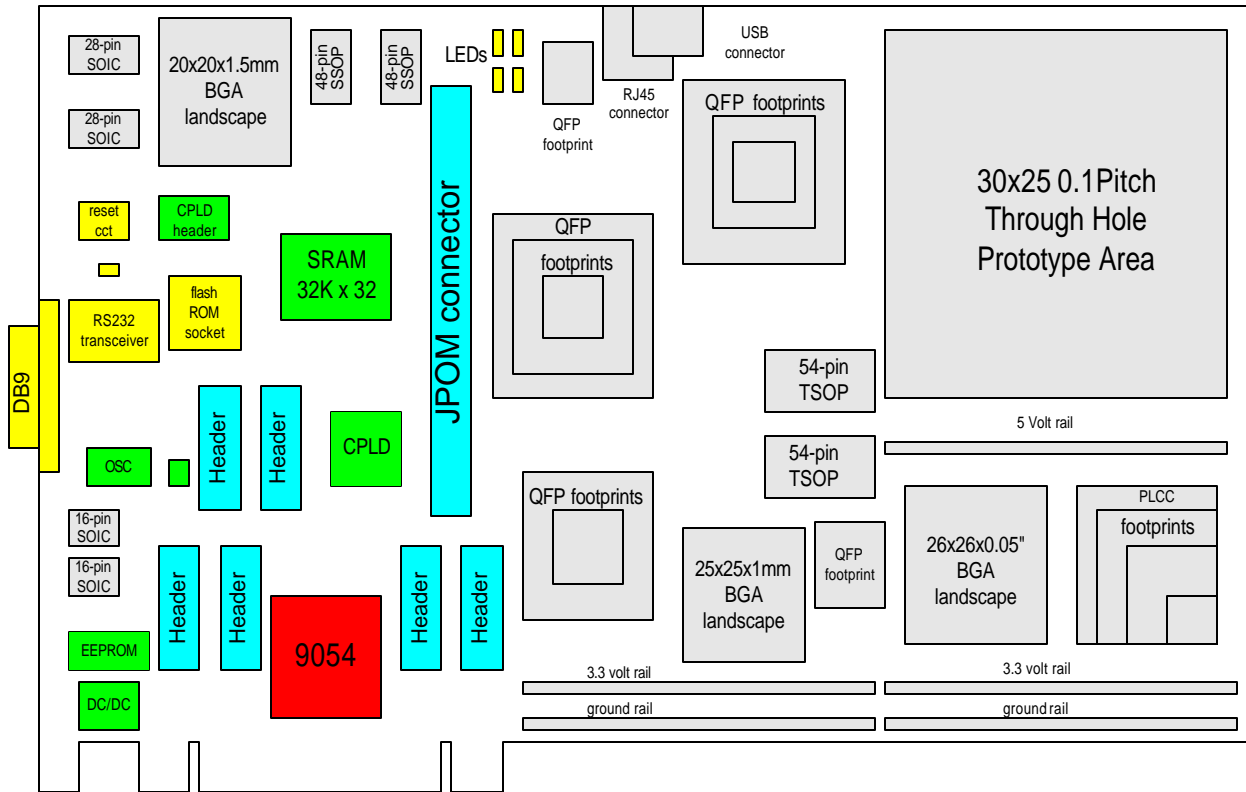 28-pin
SOIC
28-pin
SOIC
20x20x1.5mm
BGA
landscape
48-pin
SSOP
48-pin
SSOP
LEDs
QFP
footprint
RJ45
connector
USB
connector
QFP footprints
30x25 0.1Pitch
Through Hole
Prototype Area
reset
cct
CPLD
header
SRAM
32K x 32
JPOM connector
QFP
footprints
RS232
transceiver
flash
ROM
socket
DB9
54-pin
TSOP
54-pin
TSOP
5 Volt rail
OSC
Header
Header
CPLD
16-pin
SOIC
16-pin
SOIC
QFP footprints
25x25x1mm
BGA
landscape
QFP
footprint
26x26x0.05"
BGA
landscape
PLCC
footprints
EEPROM
DC/DC
Header
Header
9054
Header
Header
3.3 volt rail
ground rail
3.3 volt rail
ground rail